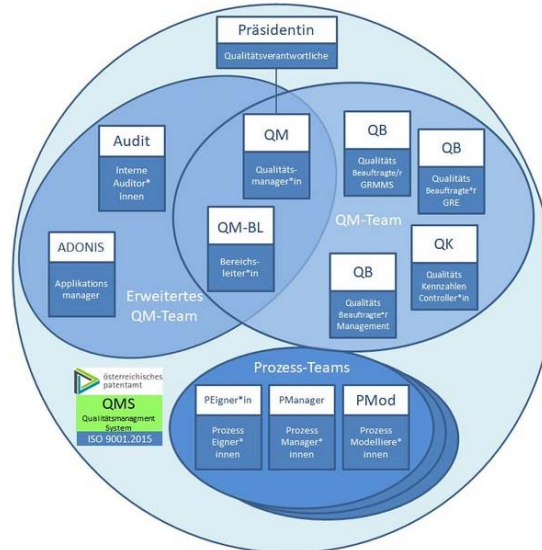 Präsidentin
Qualitätsverantwortliche
Audit
Interne
Auditor*
innen
QM
Qualitäts-
manager*in
QB
Qualitäts
Beauftragte/r
GRMMS
QB
Qualitäts
Beauftragte*r
GRE
QM-BL
Bereichs-
leiter*in
QM-Team
ADONIS
Applikations
manager
Erweitertes
QM-Team
QB
Qualitäts
Beauftragte*r
Management
QK
Qualitäts
Kennzahlen
Controller*in
Prozess-Teams
PEigner*in
Prozess
Eigner*
innen
PManager
Prozess
Manager*
innen
PMod
Prozess
Modelliere*
innen
österreichisches
patentamt
QMS
Qualitätsmanagment
System
ISO 9001.2015